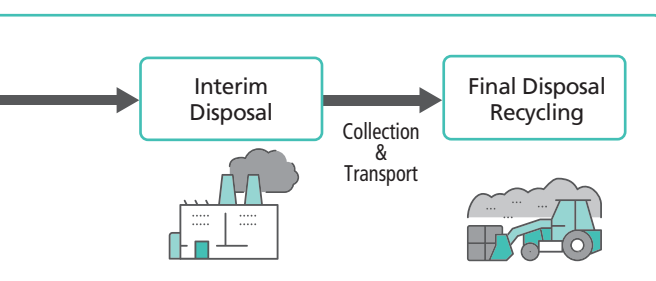 Interim
Disposal
Collection
&
Transport
Final Disposal
Recycling